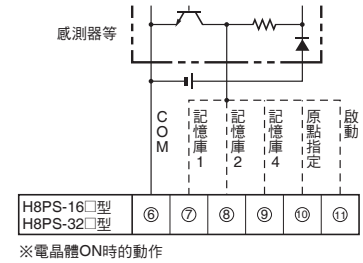 感測器等
COM
記憶庫1
記憶庫2
記憶庫4
原點指定
啟動
H8PS-16□型
H8PS-32□型
⑥ ⑦ ⑧ ⑨ ⑩ ⑪
※電晶體ON時的動作